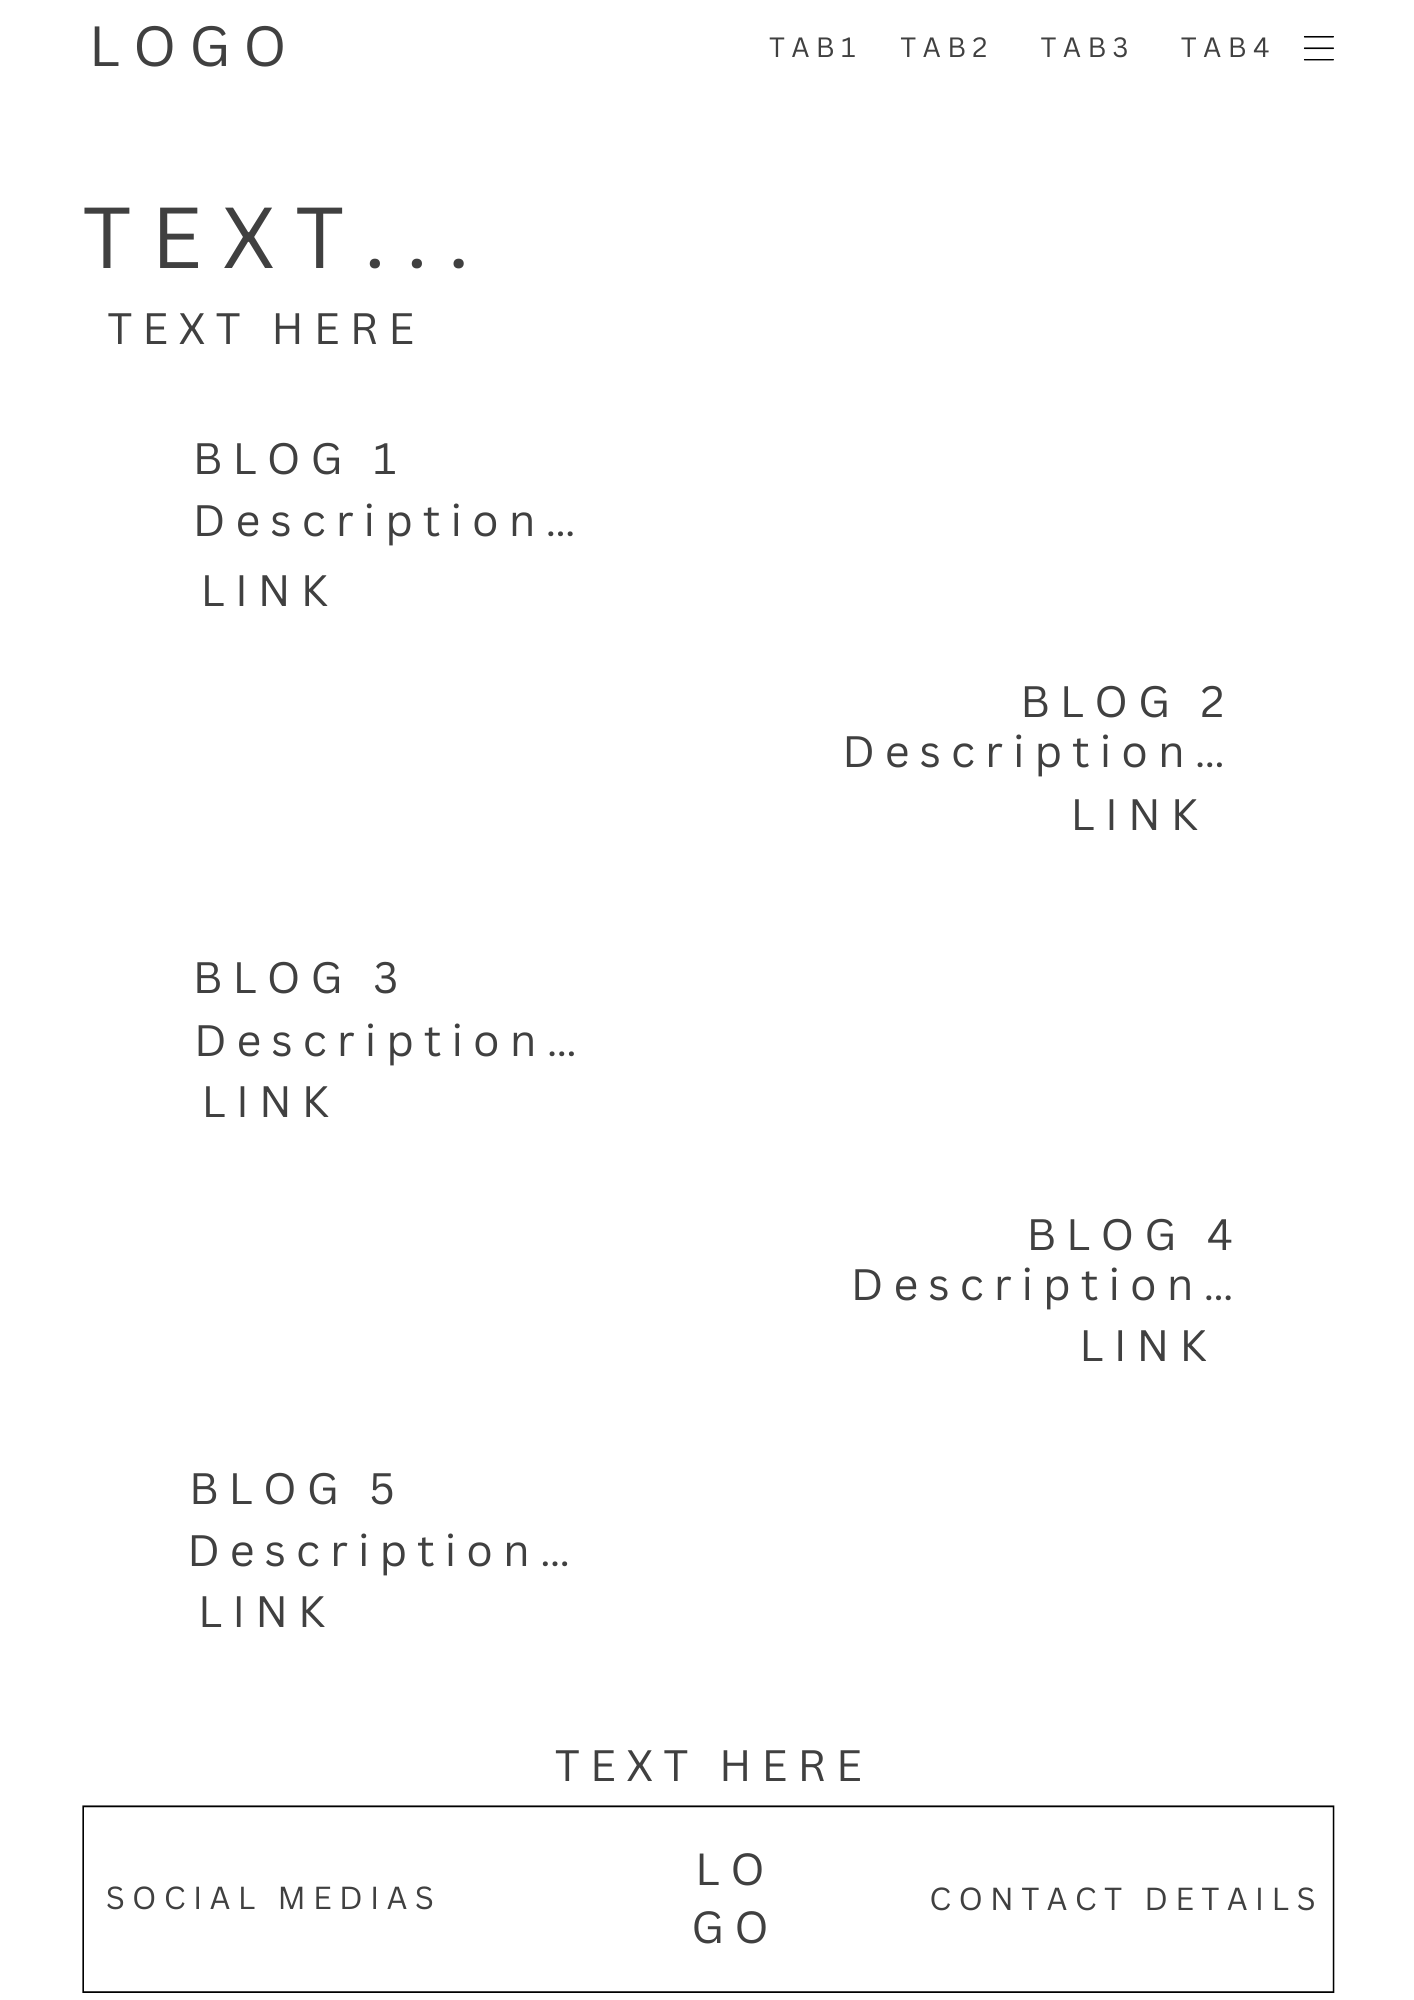 LOGO
TAB1 TAB2 TAB3 TAB4
TEXT...
TEXT HERE
BLOG 1
Description...
LINK
BLOG 2
Description...
LINK
BLOG 3
Description...
LINK
BLOG 4
Description...
LINK
BLOG 5
Description...
LINK
TEXT HERE
SOCIAL MEDIAS
LO
GO
CONTACT DETAILS